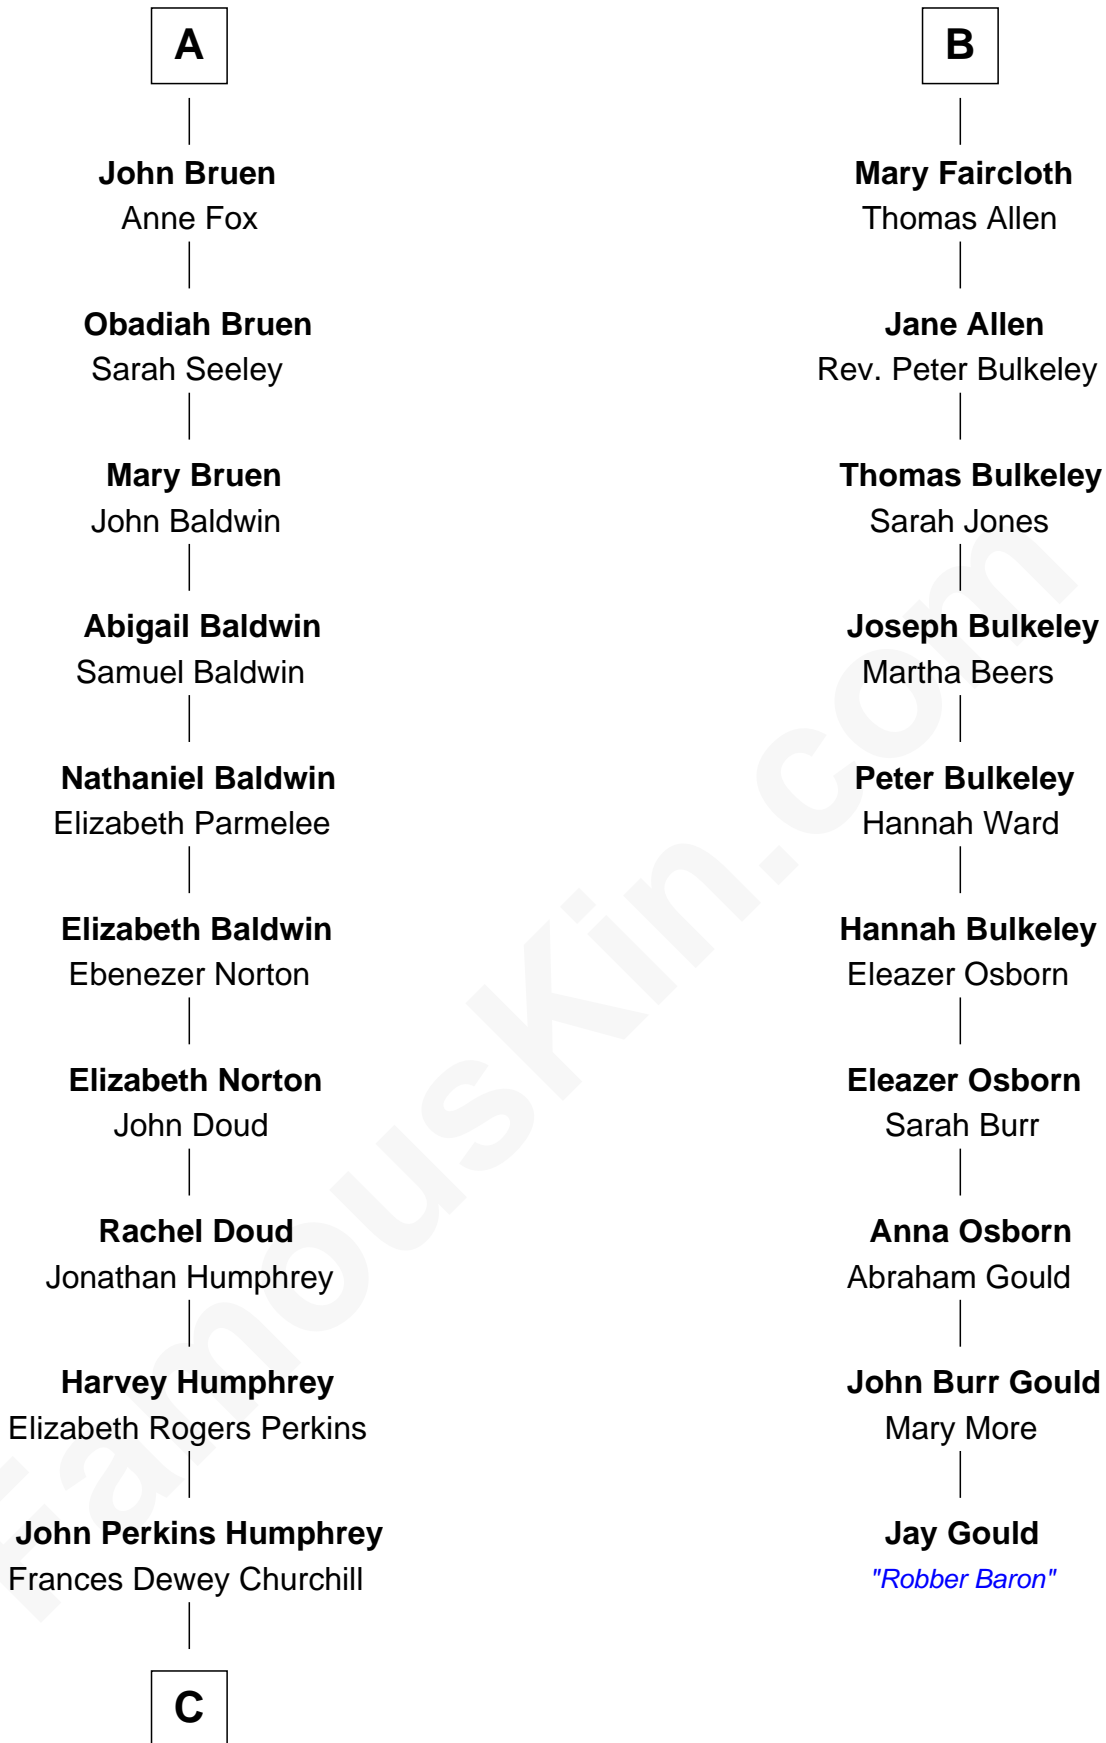 A
John Bruen
Anne Fox
Obadiah Bruen
Sarah Seeley
Mary Bruen
John Baldwin
Abigail Baldwin
Samuel Baldwin
Nathaniel Baldwin
Elizabeth Parmelee
Elizabeth Baldwin
Ebenezer Norton
Elizabeth Norton
John Doud
Rachel Doud
Jonathan Humphrey
Harvey Humphrey
Elizabeth Rogers Perkins
John Perkins Humphrey
Frances Dewey Churchill
C
B
Mary Faircloth
Thomas Allen
Jane Allen
Rev. Peter Bulkeley
Thomas Bulkeley
Sarah Jones
Joseph Bulkeley
Martha Beers
Peter Bulkeley
Hannah Ward
Hannah Bulkeley
Eleazer Osborn
Eleazer Osborn
Sarah Burr
Anna Osborn
Abraham Gould
John Burr Gould
Mary More
Jay Gould
"Robber Baron"
FamousKin.com